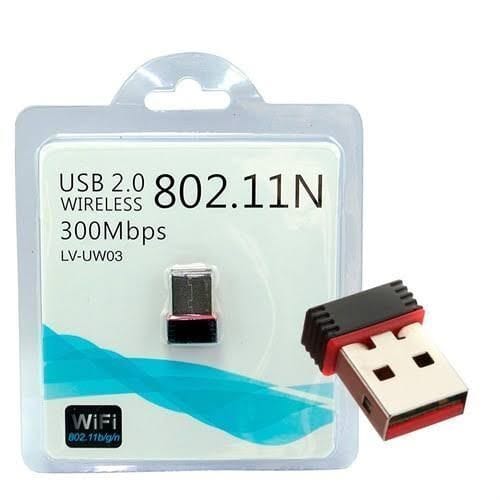 USB 2.0
WIRELESS
802.11N
300Mbps
LV-UW03
WiFi
802.11b/g/n